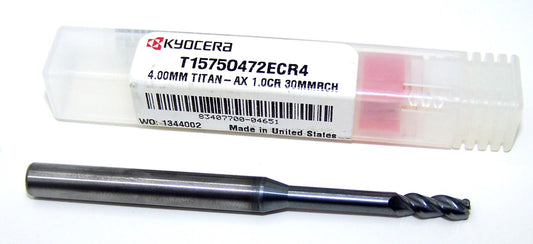 KYOCERA
T15750472ECR4
4.00MM TITAN-AX 1.0CR 30MMRCH
83407700-04651
WO: 1344002 Made in United States